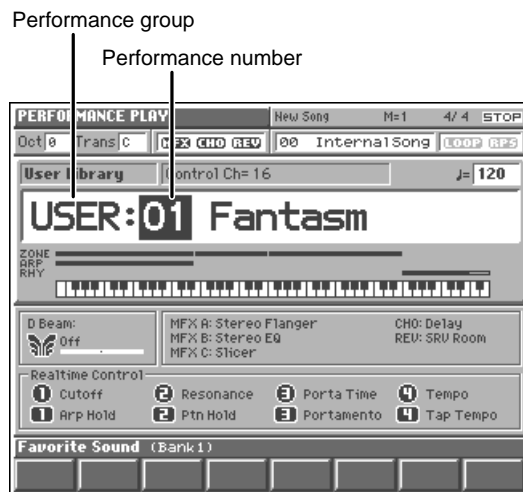 Performance group
Performance number
PERFORMANCE PLAY New Song M=1 4/ 4 STOP
Oct 0 Trans C MFX CHO REV 00 InternalSong LOOP RPS
User Library Control Ch= 16 ♩= 120
USER:01 Fantasm
ZONE
ARP
RHY
D Beam: MFX A: Stereo Flanger CHO: Delay
Off MFX B: Stereo EQ REV: SRV Room
MFX C: Slicer
Realtime Control
1 Cutoff 2 Resonance 3 Porta Time 4 Tempo
1 Arp Hold 2 Ptn Hold 3 Portamento 4 Tap Tempo
Favorite Sound (Bank1)